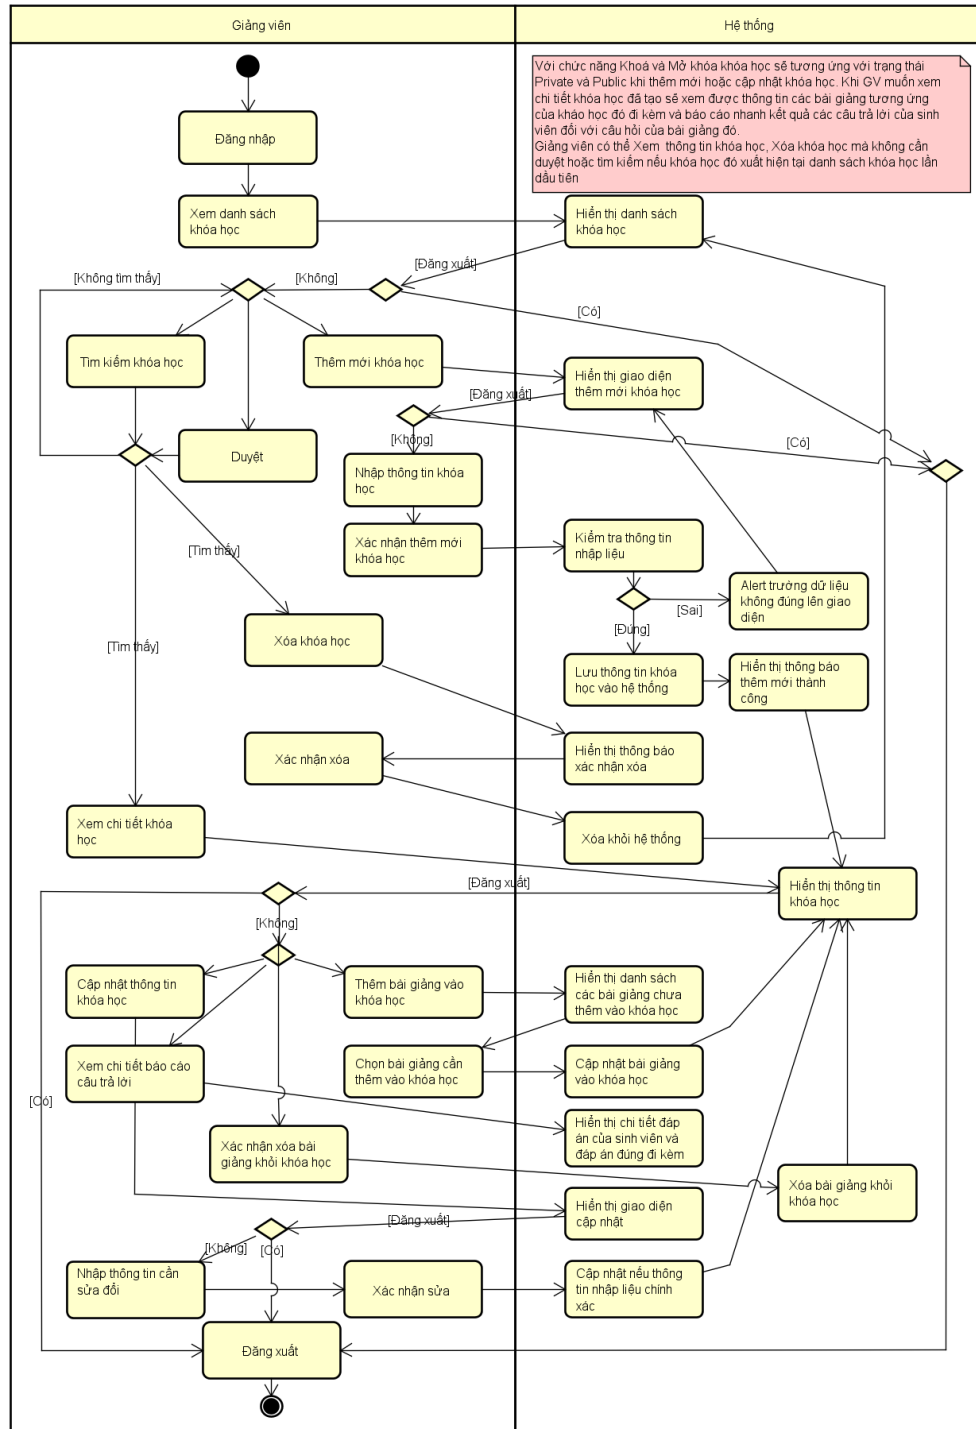 Giảng viên
Hệ thống
Với chức năng Khoá và Mở khóa khóa học sẽ tương ứng với trạng thái
Private và Public khi thêm mới hoặc cập nhật khóa học. Khi GV muốn xem
chi tiết khóa học đã tạo sẽ xem được thông tin các bài giảng tương ứng
của kháo học đó đi kèm và báo cáo nhanh kết quả các câu trả lời của sinh
viên đối với câu hỏi của bài giảng đó.
Giảng viên có thể Xem thông tin khóa học, Xóa khóa học mà không cần
duyệt hoặc tìm kiếm nếu khóa học đó xuất hiện tại danh sách khóa học lần
đầu tiên
Đăng nhập
Xem danh sách
khóa học
Hiển thị danh sách
khóa học
[Đăng xuất]
[Không tìm thấy]
[Không]
[Có]
Tìm kiếm khóa học
Thêm mới khóa học
Hiển thị giao diện
thêm mới khóa học
[Đăng xuất]
[Không]
[Có]
Duyệt
Nhập thông tin khóa
học
Xác nhận thêm mới
khóa học
Kiểm tra thông tin
nhập liệu
[Tìm thấy]
[Sai]
Alert trường dữ liệu
không đúng lên giao
diện
[Đúng]
Xóa khóa học
[Tìm thấy]
Lưu thông tin khóa
học vào hệ thống
Hiển thị thông báo
thêm mới thành
công
Xác nhận xóa
Hiển thị thông báo
xác nhận xóa
Xem chi tiết khóa
học
Xóa khỏi hệ thống
[Đăng xuất]
Hiển thị thông tin
khóa học
[Không]
Cập nhật thông tin
khóa học
Thêm bài giảng vào
khóa học
Hiển thị danh sách
các bài giảng chưa
thêm vào khóa học
Xem chi tiết báo cáo
câu trả lời
Chọn bài giảng cần
thêm vào khóa học
Cập nhật bài giảng
vào khóa học
[Có]
Hiển thị chi tiết đáp
án của sinh viên và
đáp án đúng đi kèm
Xác nhận xóa bài
giảng khỏi khóa học
Xóa bài giảng khỏi
khóa học
Hiển thị giao diện
cập nhật
[Đăng xuất]
[Không]
[Có]
Nhập thông tin cần
sửa đổi
Xác nhận sửa
Cập nhật nếu thông
tin nhập liệu chính
xác
Đăng xuất